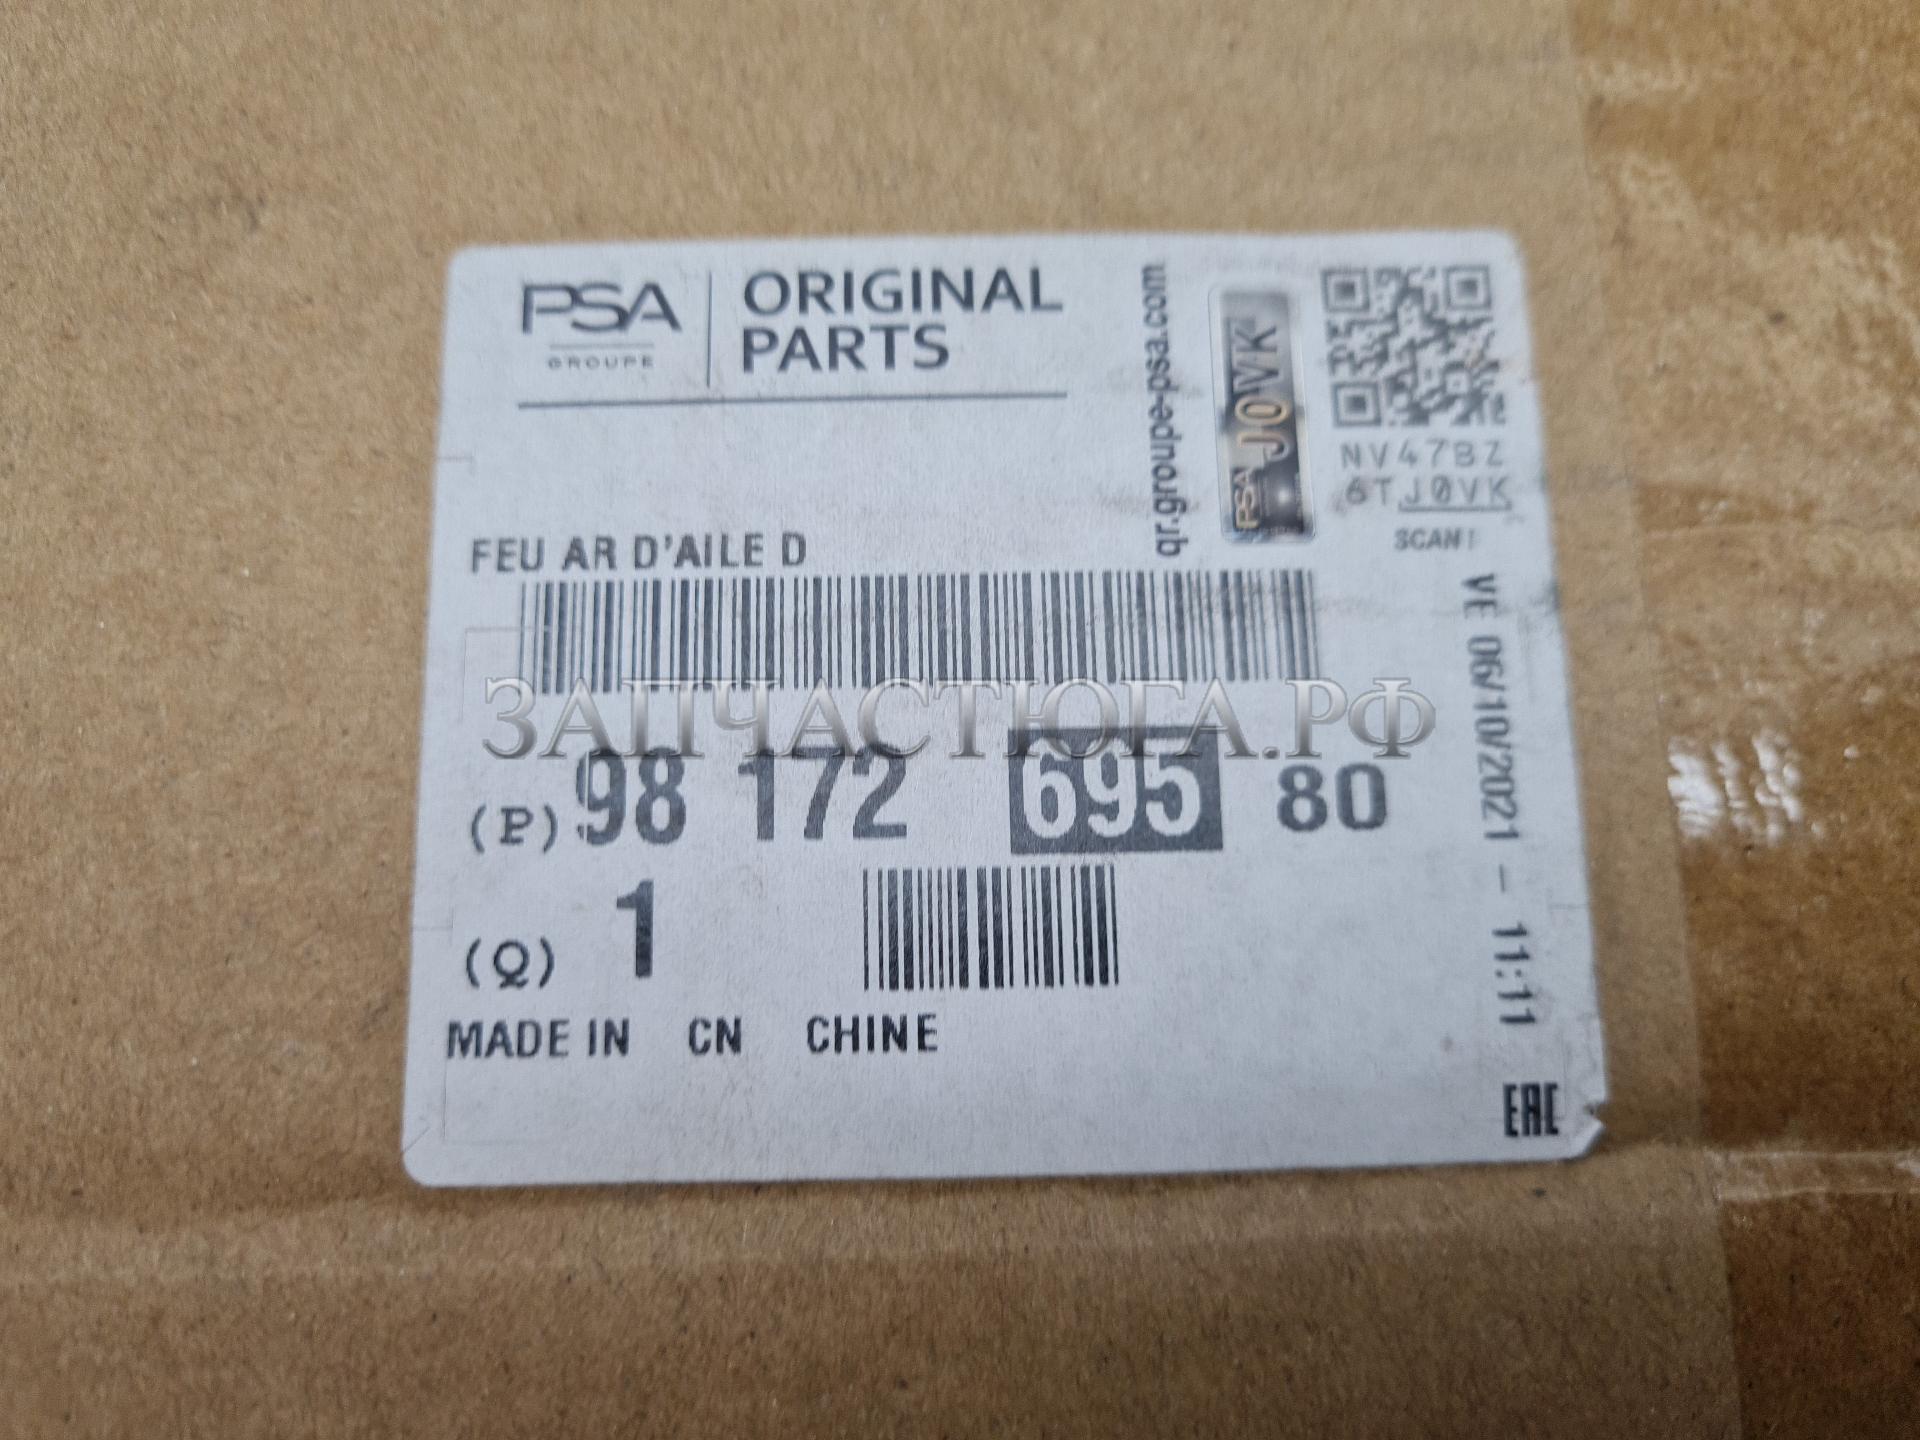 PSA
GROUPE
ORIGINAL
PARTS
qr.groupe-psa.com
PSA J0VK
NV47BZ
6TJ0VK
SCAN!
FEU AR D'AILE D
VE 06/10/2021 - 11:11
ЗАПЧАСТЮГА.РФ
(P) 98 172 695 80
(Q) 1
MADE IN CN CHINE
EAC